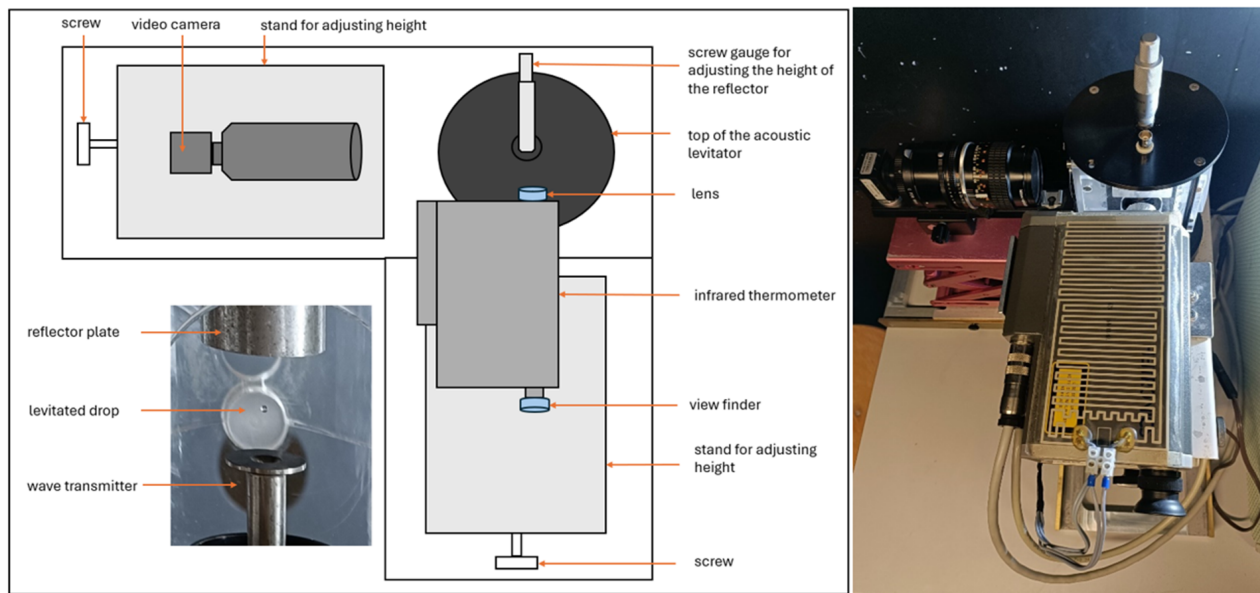 screw
video camera
stand for adjusting height
screw gauge for
adjusting the height of
the reflector
top of the acoustic
levitator
lens
infrared thermometer
reflector plate
levitated drop
view finder
wave transmitter
stand for adjusting
height
screw